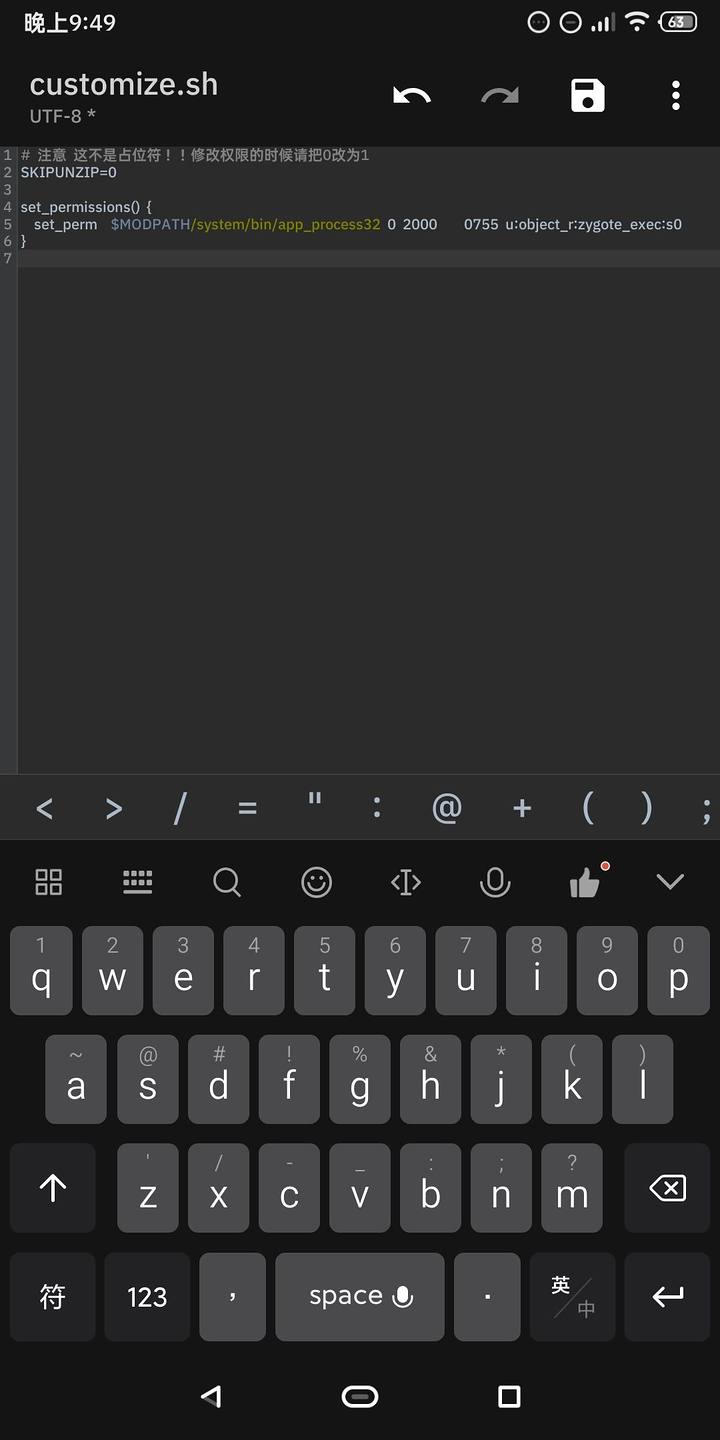 晚上9:49
63
customize.sh
UTF-8 *
1 # 注意 这不是占位符！！修改权限的时候请把0改为1
2 SKIPUNZIP=0
3
4 set_permissions() {
5 set_perm $MODPATH/system/bin/app_process32 0 2000 0755 u:object_r:zygote_exec:s0
6 }
7
< > / = " : @ + ( ) ;
1 2 3 4 5 6 7 8 9 0
q w e r t y u i o p
~ @ # ! % & * ( )
a s d f g h j k l
' / - _ : ; ?
z x c v b n m
符 123 , space . 英/中